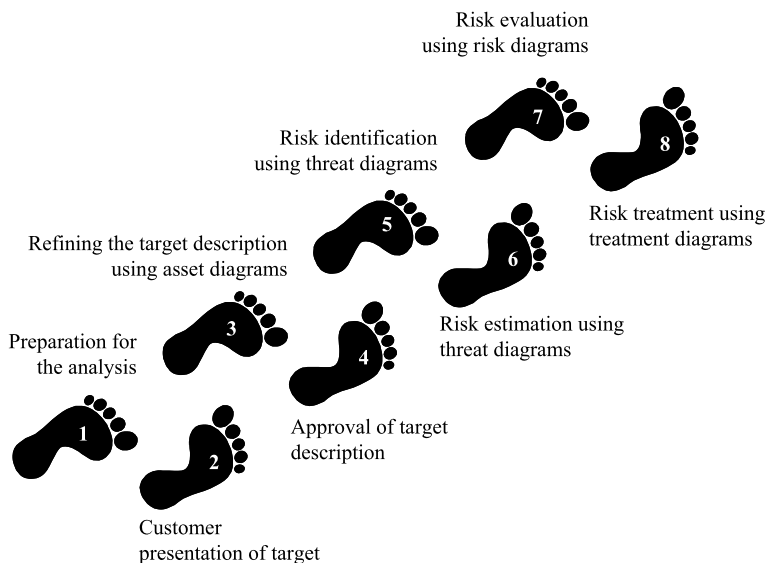 Risk evaluation
using risk diagrams
7
8
Risk identification
using threat diagrams
Risk treatment using
treatment diagrams
5
6
Refining the target description
using asset diagrams
Risk estimation using
threat diagrams
3
4
Preparation for
the analysis
Approval of target
description
1
2
Customer
presentation of target